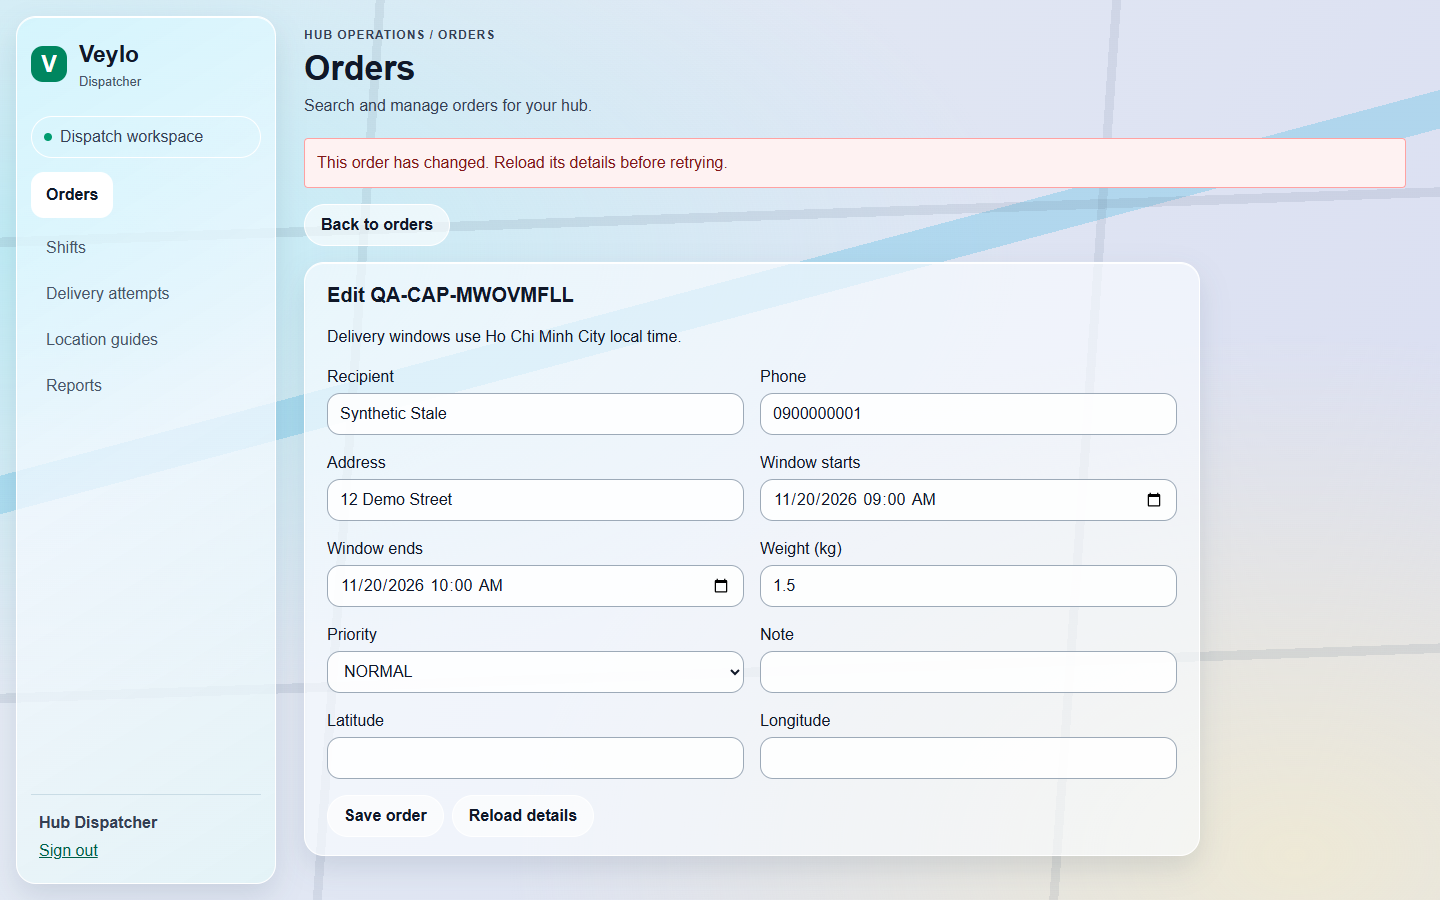 V
Veylo
Dispatcher
Dispatch workspace
Orders
Shifts
Delivery attempts
Location guides
Reports
Hub Dispatcher
Sign out
HUB OPERATIONS / ORDERS
Orders
Search and manage orders for your hub.
This order has changed. Reload its details before retrying.
Back to orders
Edit QA-CAP-MWOVMFLL
Delivery windows use Ho Chi Minh City local time.
Recipient
Synthetic Stale
Phone
0900000001
Address
12 Demo Street
Window starts
11/20/2026 09:00 AM
Window ends
11/20/2026 10:00 AM
Weight (kg)
1.5
Priority
NORMAL
Note
Latitude
Longitude
Save order
Reload details